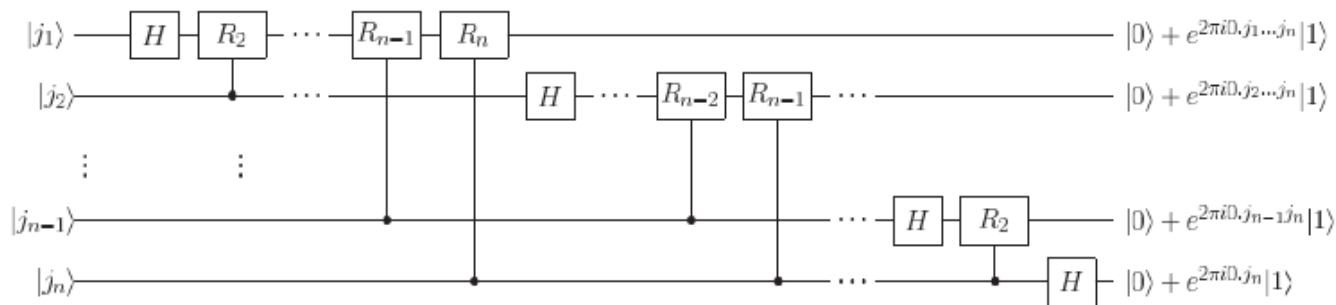 |j₁⟩ H R₂ ··· Rₙ₋₁ Rₙ |0⟩ + e^{2πi0.j₁...jₙ}|1⟩
|j₂⟩ ··· H ··· Rₙ₋₂ Rₙ₋₁ ··· |0⟩ + e^{2πi0.j₂...jₙ}|1⟩
⋮ ⋮
|jₙ₋₁⟩ ··· H R₂ |0⟩ + e^{2πi0.jₙ₋₁jₙ}|1⟩
|jₙ⟩ ··· H |0⟩ + e^{2πi0.jₙ}|1⟩